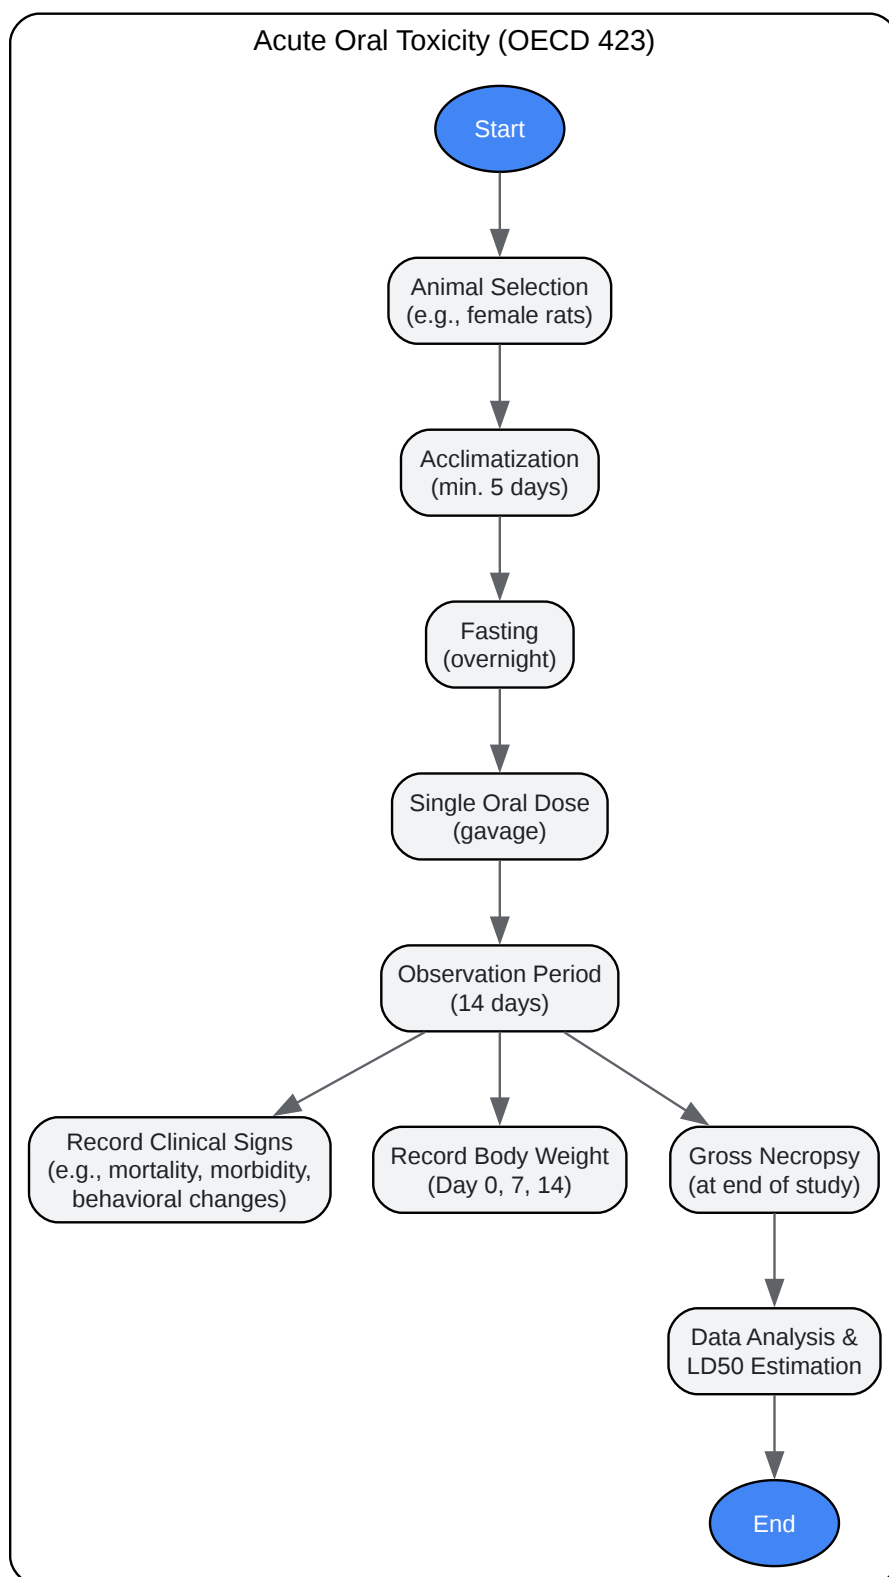 Acute Oral Toxicity (OECD 423)
Start
Animal Selection
(e.g., female rats)
Acclimatization
(min. 5 days)
Fasting
(overnight)
Single Oral Dose
(gavage)
Observation Period
(14 days)
Record Clinical Signs
(e.g., mortality, morbidity,
behavioral changes)
Record Body Weight
(Day 0, 7, 14)
Gross Necropsy
(at end of study)
Data Analysis &
LD50 Estimation
End